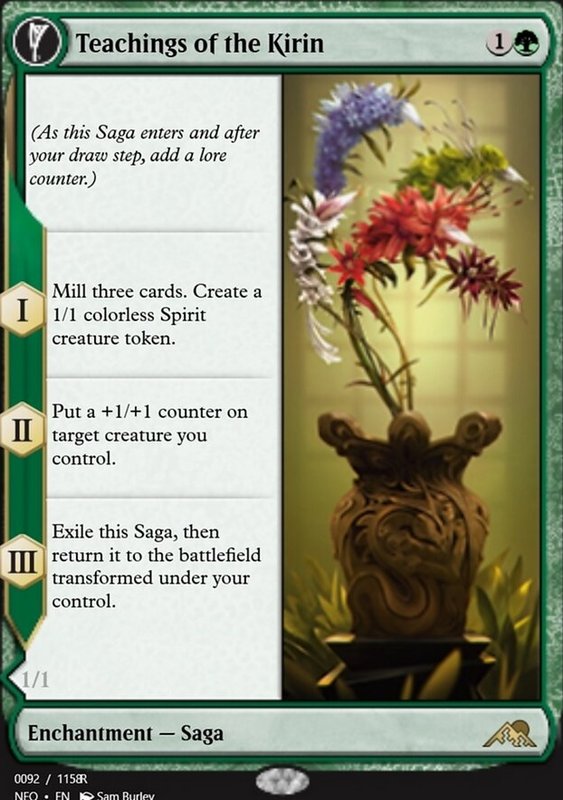 Teachings of the Kirin
1
(As this Saga enters and after
your draw step, add a lore
counter.)
I
Mill three cards. Create a
1/1 colorless Spirit
creature token.
II
Put a +1/+1 counter on
target creature you
control.
III
Exile this Saga, then
return it to the battlefield
transformed under your
control.
1/1
Enchantment — Saga
0092 / 1158R
NEO • EN Sam Burley